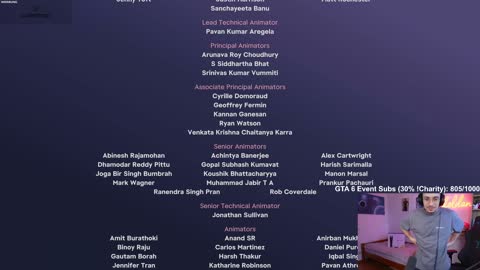 WERBUNG
Sanchayeeta Banu
Lead Technical Animator
Pavan Kumar Aregela
Principal Animators
Arunava Roy Choudhury
S Siddhartha Bhat
Srinivas Kumar Vummiti
Associate Principal Animators
Cyrille Domoraud
Geoffrey Fermin
Kannan Ganesan
Ryan Watson
Venkata Krishna Chaitanya Karra
Senior Animators
Abinesh Rajamohan Achintya Banerjee Alex Cartwright
Dhamodar Reddy Pittu Gopal Subhash Kumavat Harish Sarimalla
Joga Bir Singh Bumbrah Koushik Bhattacharyya Manon Marsal
Mark Wagner Muhammad Jabir T A Prankur Pachauri
Ranendra Singh Pran Rob Coverdale
GTA 6 Event Subs (30% !Charity): 805/1000
Senior Technical Animator
Jonathan Sullivan
Animators
Amit Burathoki Anand SR Anirban Mukh
Binoy Raju Carlos Martinez Daniel Purc
Gautam Borah Harsh Thakur Iqbal Sing
Jennifer Tran Katharine Robinson Pavan Athr